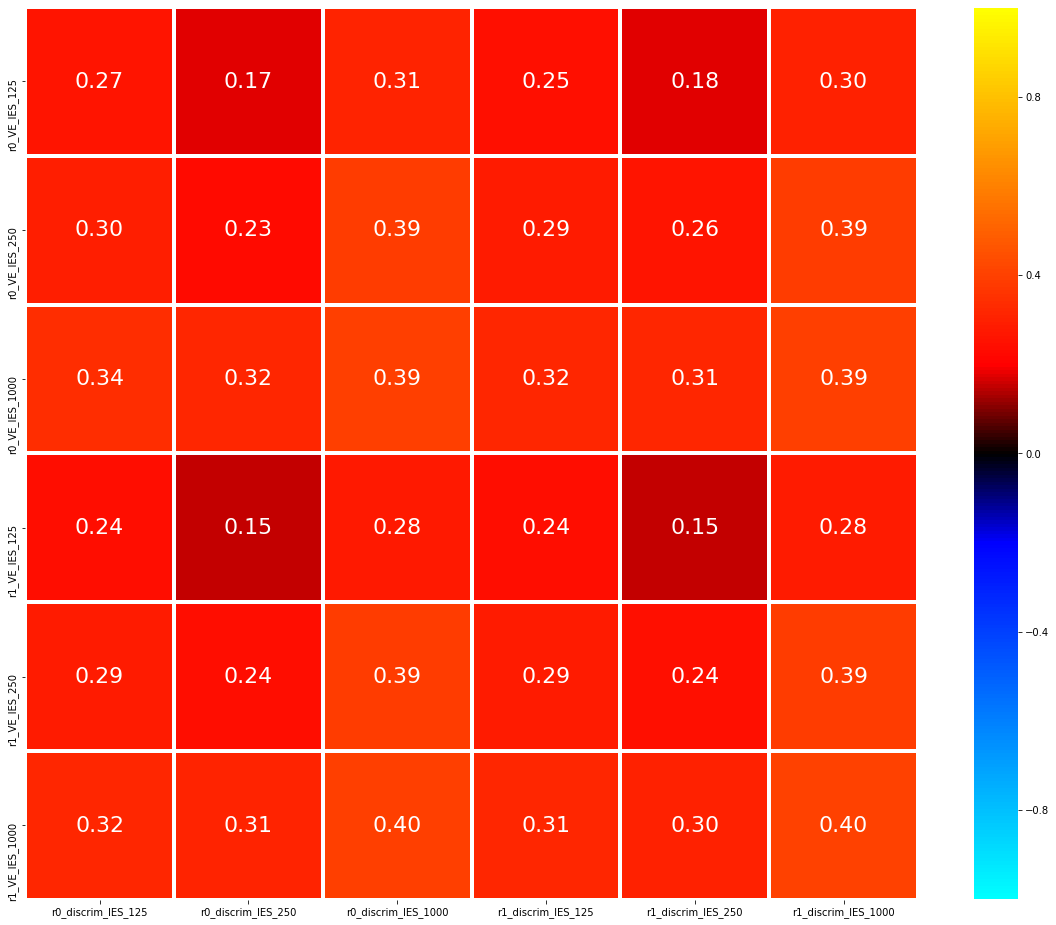 r0_VE_IES_125 0.27 0.17 0.31 0.25 0.18 0.30
r0_VE_IES_250 0.30 0.23 0.39 0.29 0.26 0.39
r0_VE_IES_1000 0.34 0.32 0.39 0.32 0.31 0.39
r1_VE_IES_125 0.24 0.15 0.28 0.24 0.15 0.28
r1_VE_IES_250 0.29 0.24 0.39 0.29 0.24 0.39
r1_VE_IES_1000 0.32 0.31 0.40 0.31 0.30 0.40
r0_discrim_IES_125 r0_discrim_IES_250 r0_discrim_IES_1000 r1_discrim_IES_125 r1_discrim_IES_250 r1_discrim_IES_1000
0.8
0.4
0.0
−0.4
−0.8